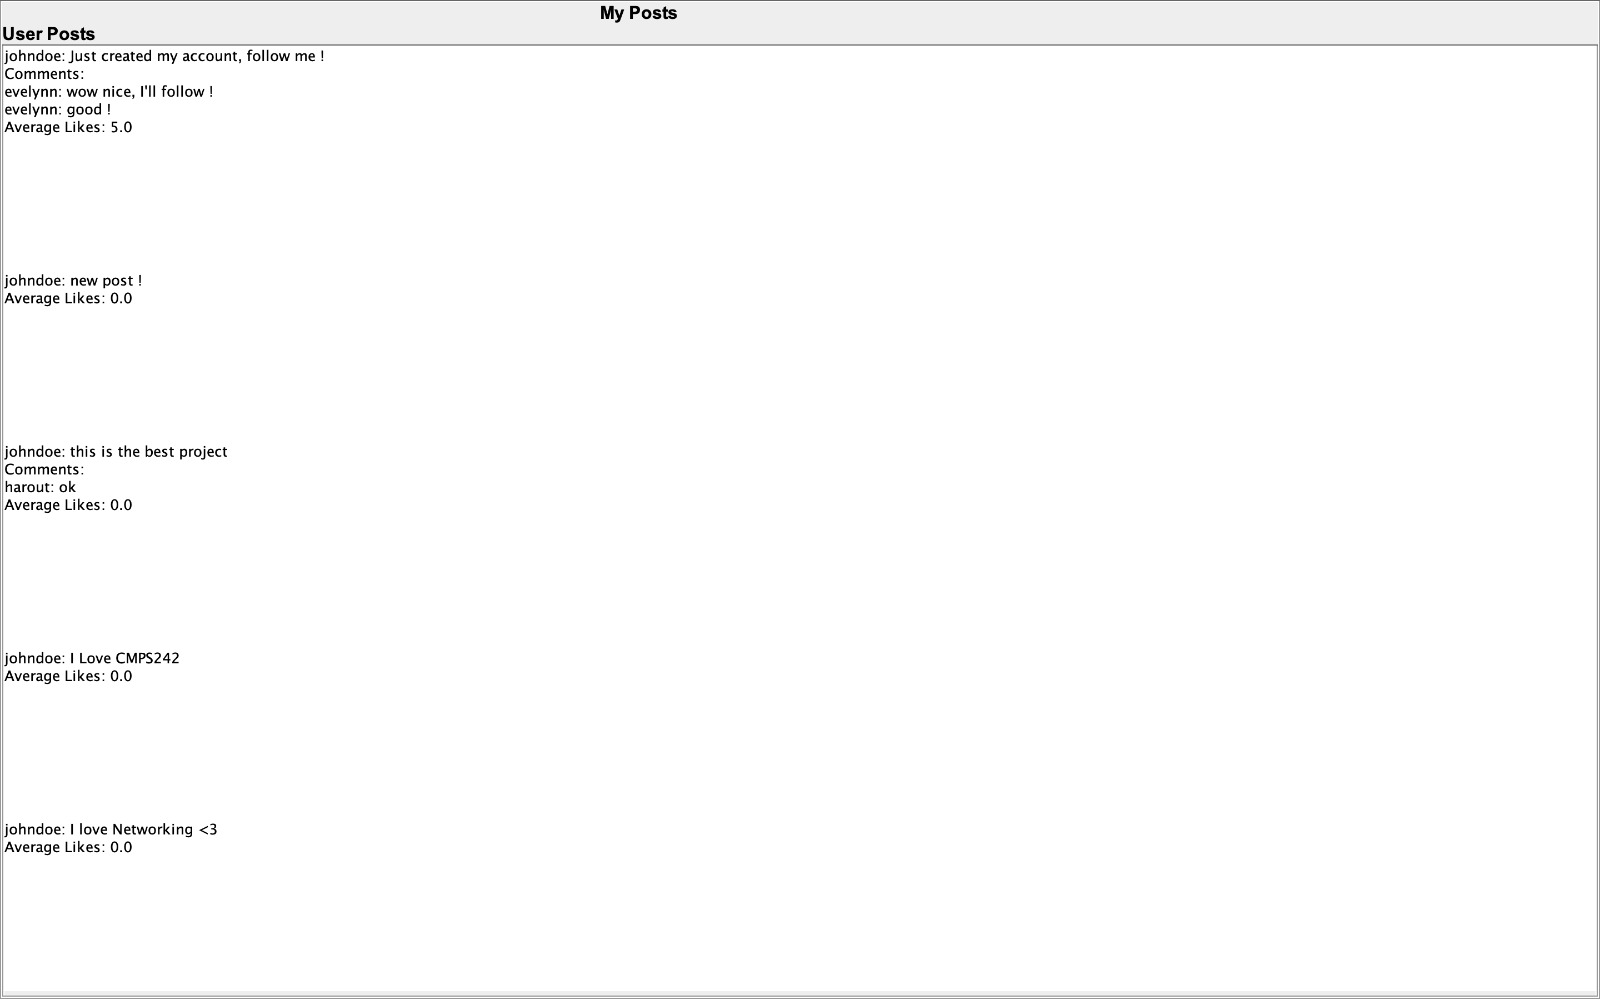 My Posts
User Posts
johndoe: Just created my account, follow me !
Comments:
evelynn: wow nice, I'll follow !
evelynn: good !
Average Likes: 5.0
johndoe: new post !
Average Likes: 0.0
johndoe: this is the best project
Comments:
harout: ok
Average Likes: 0.0
johndoe: I Love CMPS242
Average Likes: 0.0
johndoe: I love Networking <3
Average Likes: 0.0